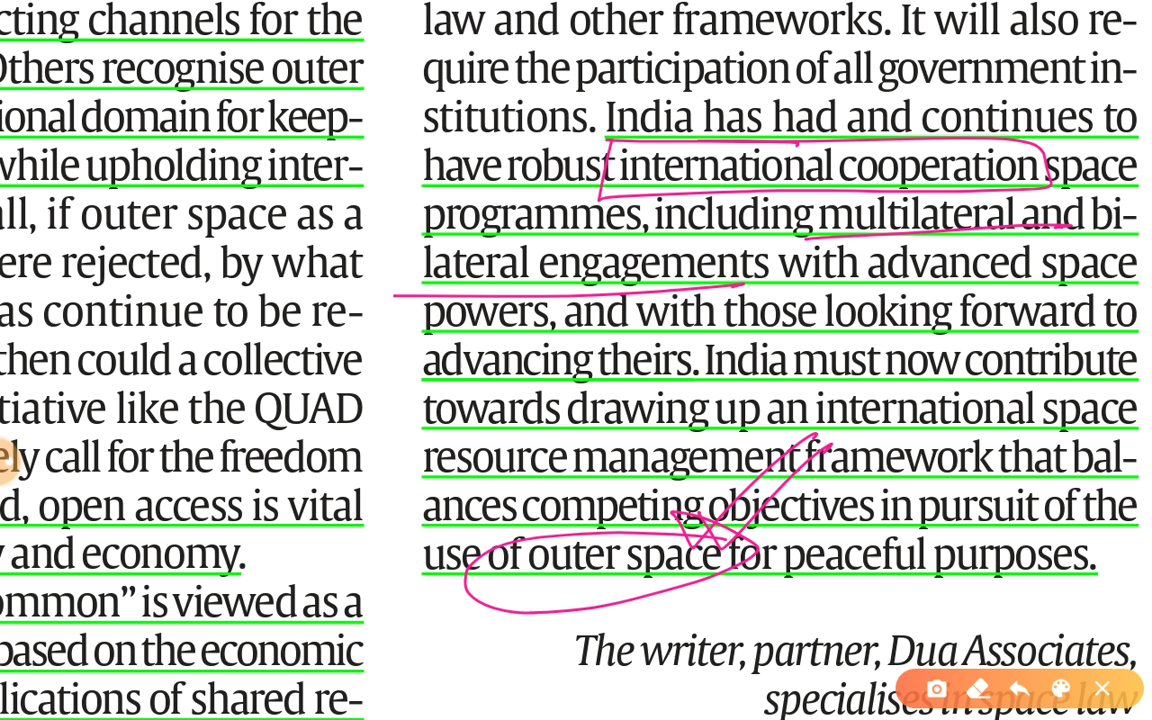 cting channels for the
Others recognise outer
ional domain for keep-
while upholding inter-
all, if outer space as a
ere rejected, by what
as continue to be re-
then could a collective
tiative like the QUAD
ely call for the freedom
d, open access is vital
y and economy.
ommon” is viewed as a
based on the economic
lications of shared re-
law and other frameworks. It will also re-
quire the participation of all government in-
stitutions. India has had and continues to
have robust international cooperation space
programmes, including multilateral and bi-
lateral engagements with advanced space
powers, and with those looking forward to
advancing theirs. India must now contribute
towards drawing up an international space
resource management framework that bal-
ances competing objectives in pursuit of the
use of outer space for peaceful purposes.
The writer, partner, Dua Associates,
specialises in space law